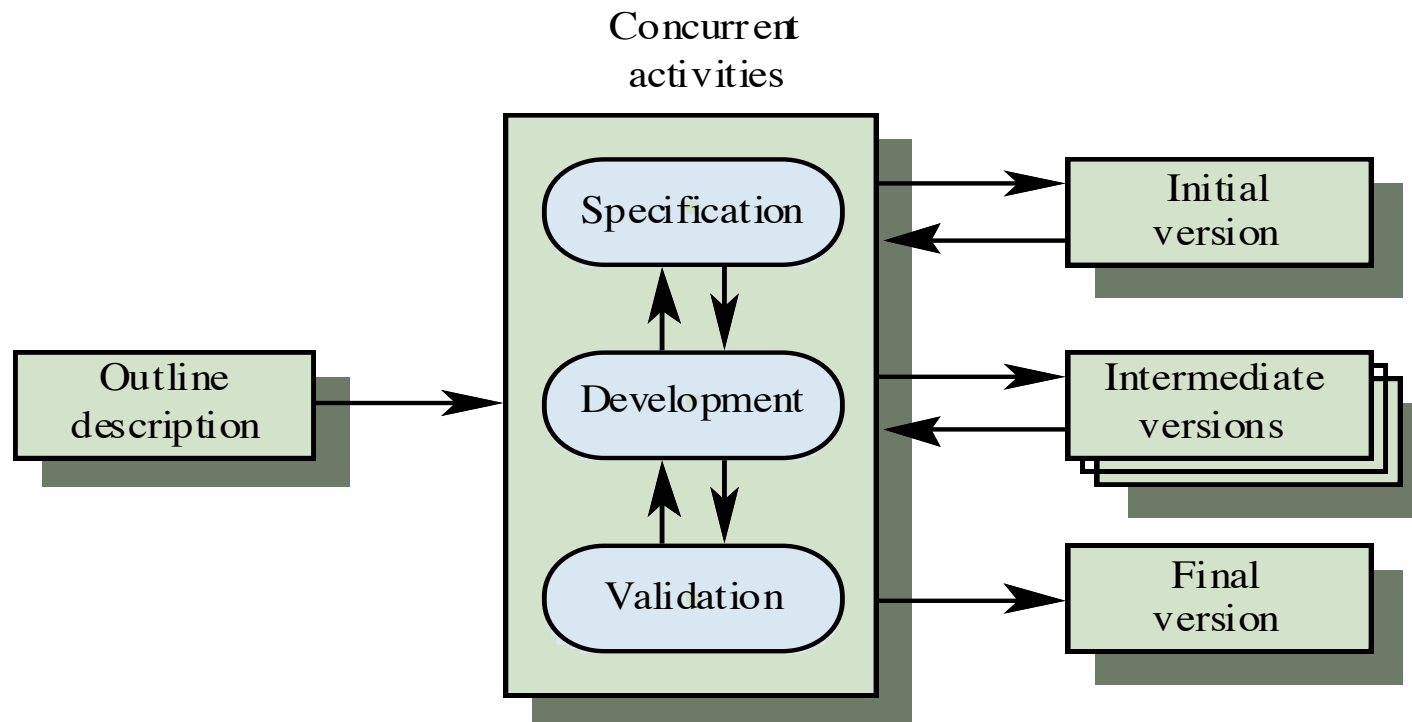 Concurrent
activities
Specification
Initial
version
Outline
description
Development
Intermediate
versions
Validation
Final
version